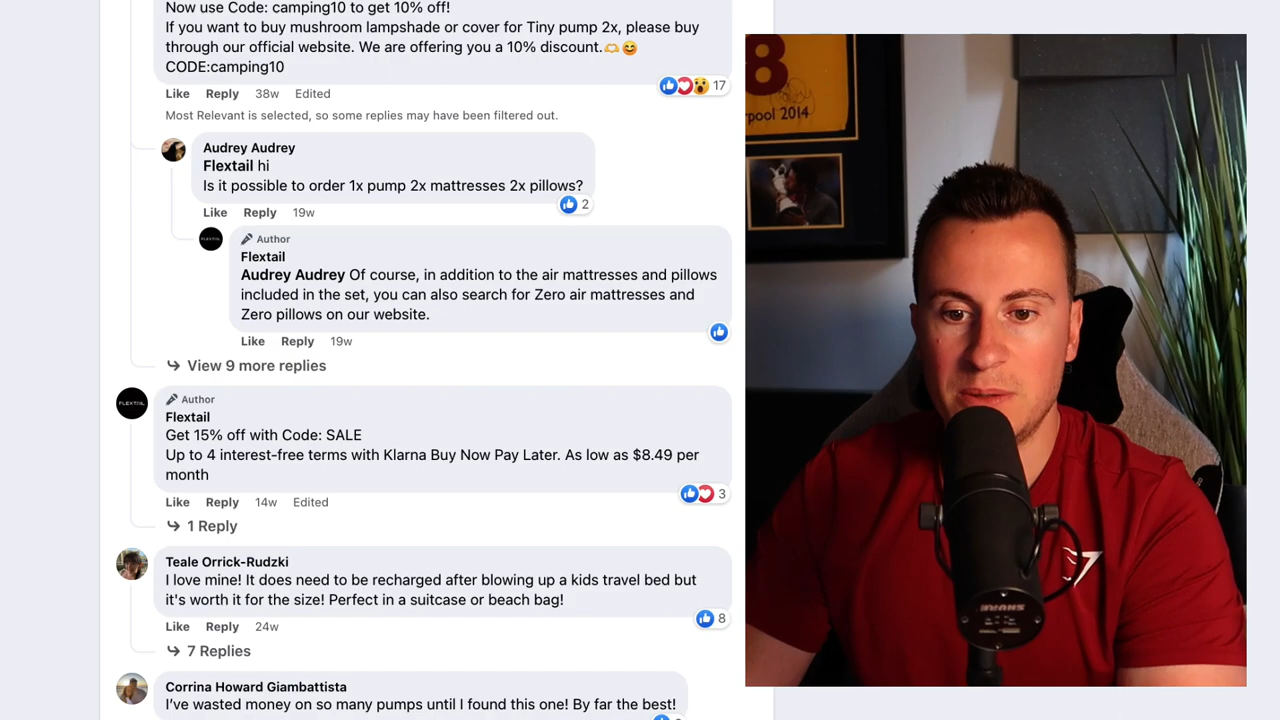 Now use Code: camping10 to get 10% off!
If you want to buy mushroom lampshade or cover for Tiny pump 2x, please buy
through our official website. We are offering you a 10% discount.🫶😊
CODE:camping10
17
Like Reply 38w Edited
Most Relevant is selected, so some replies may have been filtered out.
Audrey Audrey
Flextail hi
Is it possible to order 1x pump 2x mattresses 2x pillows?
2
Like Reply 19w
Author
FLEXTAIL
Flextail
Audrey Audrey Of course, in addition to the air mattresses and pillows
included in the set, you can also search for Zero air mattresses and
Zero pillows on our website.
Like Reply 19w
View 9 more replies
Author
FLEXTAIL
Flextail
Get 15% off with Code: SALE
Up to 4 interest-free terms with Klarna Buy Now Pay Later. As low as $8.49 per
month
3
Like Reply 14w Edited
1 Reply
Teale Orrick-Rudzki
I love mine! It does need to be recharged after blowing up a kids travel bed but
it's worth it for the size! Perfect in a suitcase or beach bag!
8
Like Reply 24w
7 Replies
Corrina Howard Giambattista
I've wasted money on so many pumps until I found this one! By far the best!
8
pool 2014
SHURE